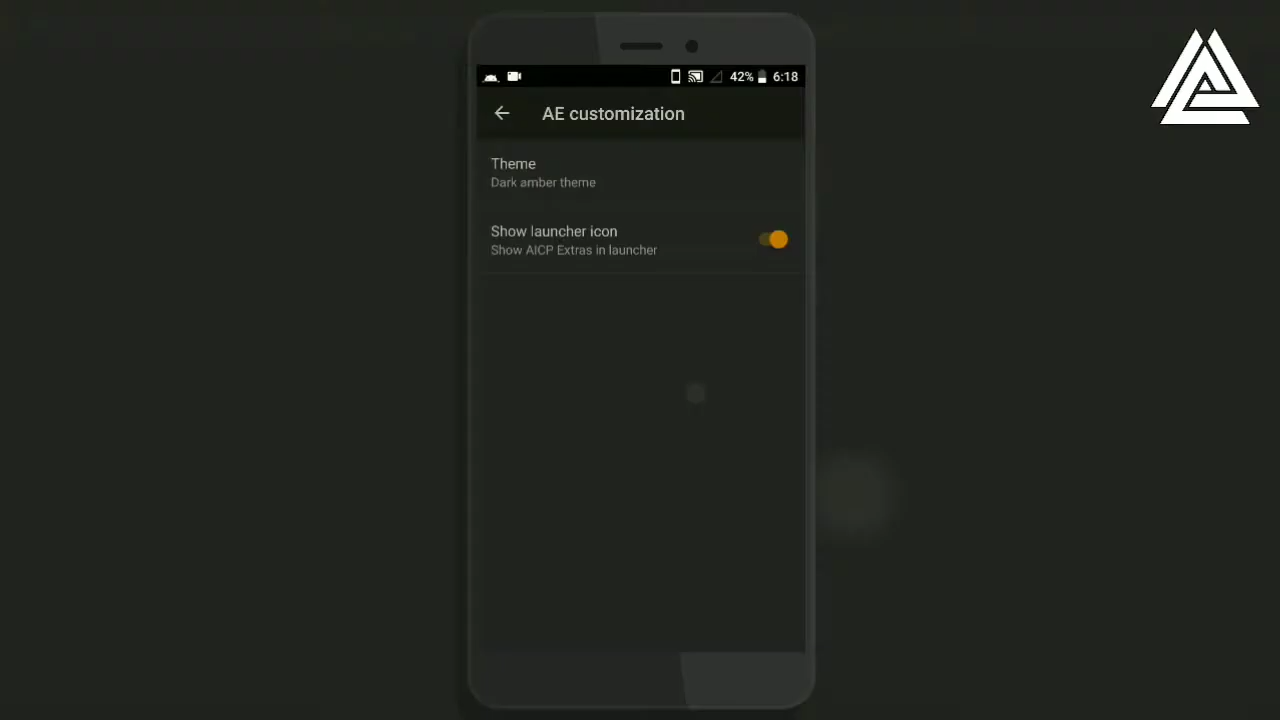 42% 6:18
AE customization
Theme
Dark amber theme
Show launcher icon
Show AICP Extras in launcher